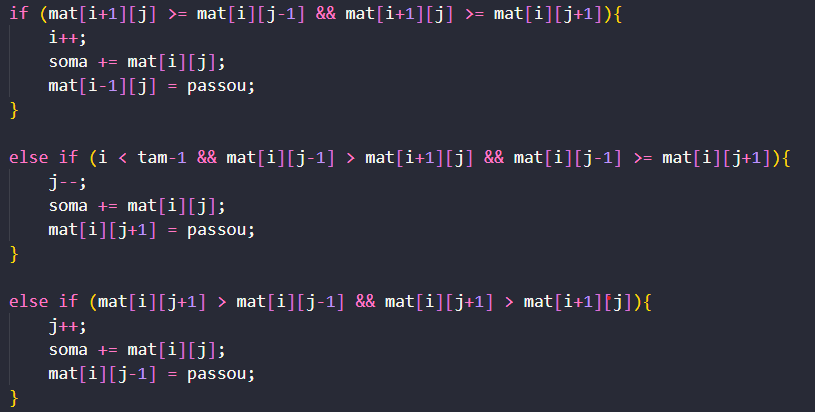 if (mat[i+1][j] >= mat[i][j-1] && mat[i+1][j] >= mat[i][j+1]){
    i++;
    soma += mat[i][j];
    mat[i-1][j] = passou;
}
else if (i < tam-1 && mat[i][j-1] > mat[i+1][j] && mat[i][j-1] >= mat[i][j+1]){
    j--;
    soma += mat[i][j];
    mat[i][j+1] = passou;
}
else if (mat[i][j+1] > mat[i][j-1] && mat[i][j+1] > mat[i+1][j]){
    j++;
    soma += mat[i][j];
    mat[i][j-1] = passou;
}